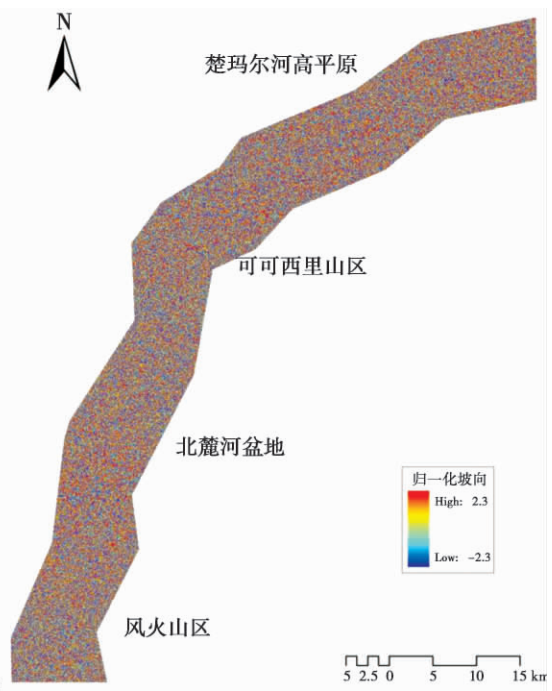 N
楚玛尔河高平原
可可西里山区
北麓河盆地
归一化坡向
High: 2.3
Low: -2.3
风火山区
5 2.5 0 5 10 15 km